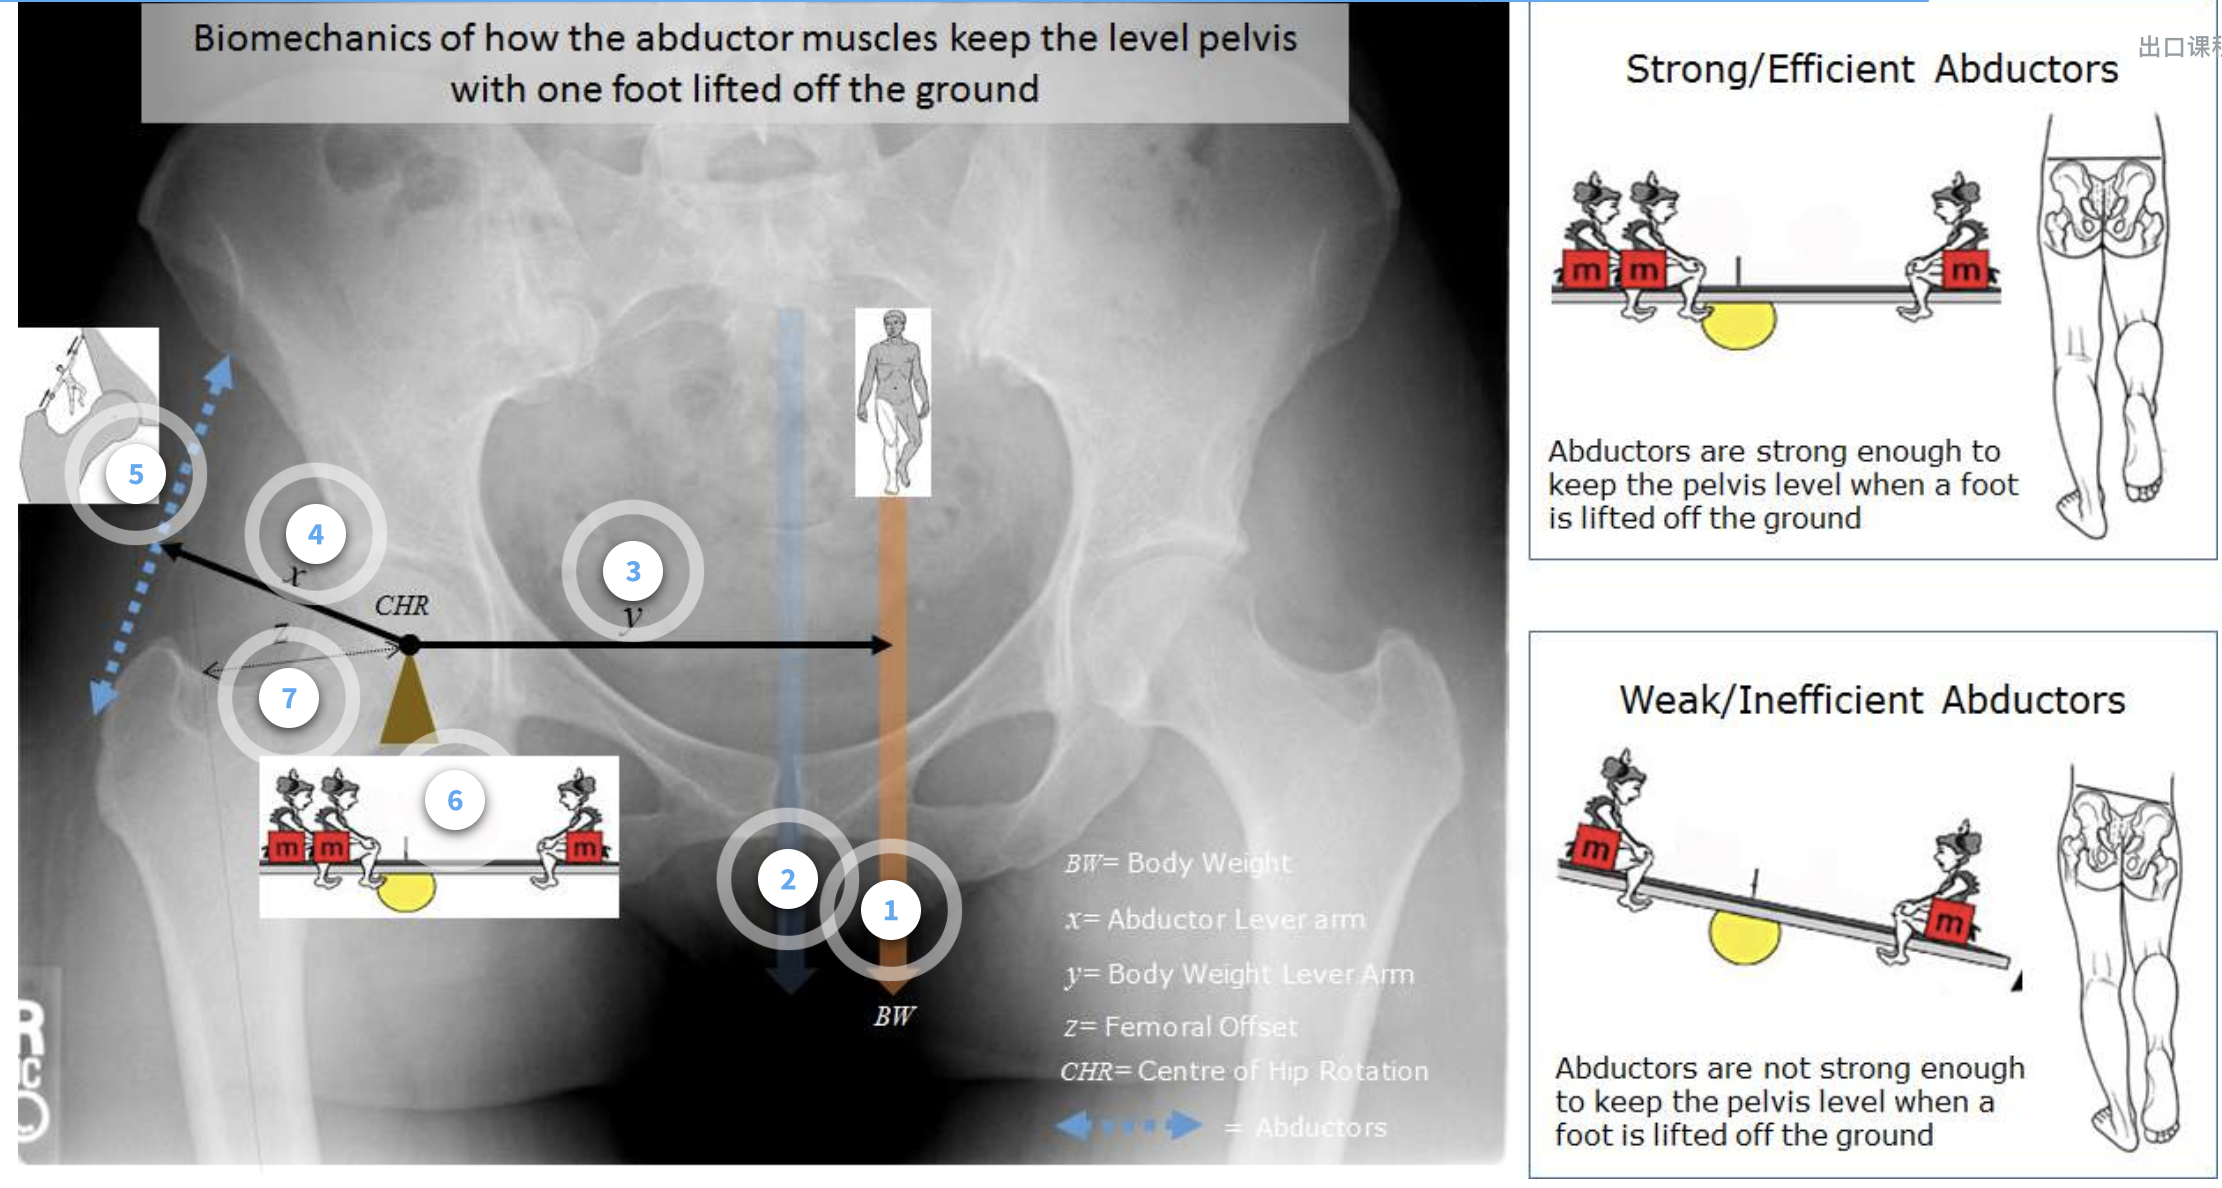 Biomechanics of how the abductor muscles keep the level pelvis
with one foot lifted off the ground
5
4
x
CHR
3
y
z
7
6
m
m
m
2
1
BW
BW= Body Weight
x= Abductor Lever arm
y= Body Weight Lever Arm
z= Femoral Offset
CHR= Centre of Hip Rotation
= Abductors
R
C
出口课
Strong/Efficient Abductors
m
m
m
Abductors are strong enough to
keep the pelvis level when a foot
is lifted off the ground
Weak/Inefficient Abductors
m
m
Abductors are not strong enough
to keep the pelvis level when a
foot is lifted off the ground